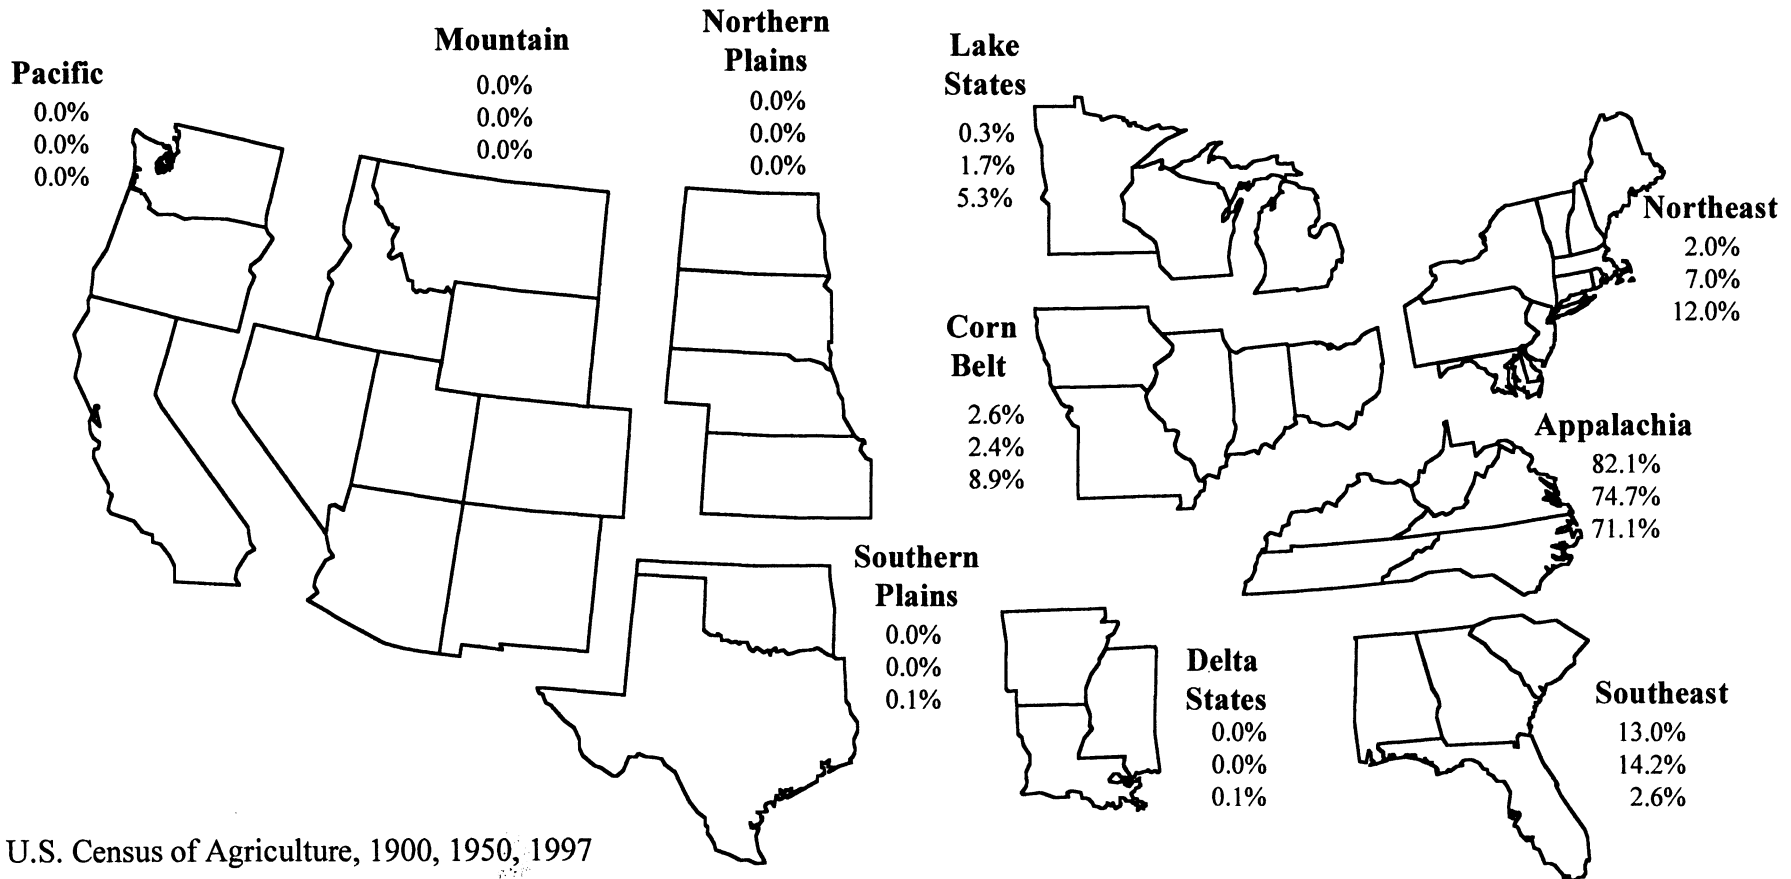 Pacific
0.0%
0.0%
0.0%
Mountain
0.0%
0.0%
0.0%
Northern
Plains
0.0%
0.0%
0.0%
Lake
States
0.3%
1.7%
5.3%
Northeast
2.0%
7.0%
12.0%
Corn
Belt
2.6%
2.4%
8.9%
Appalachia
82.1%
74.7%
71.1%
Southern
Plains
0.0%
0.0%
0.1%
Delta
States
0.0%
0.0%
0.1%
Southeast
13.0%
14.2%
2.6%
U.S. Census of Agriculture, 1900, 1950, 1997